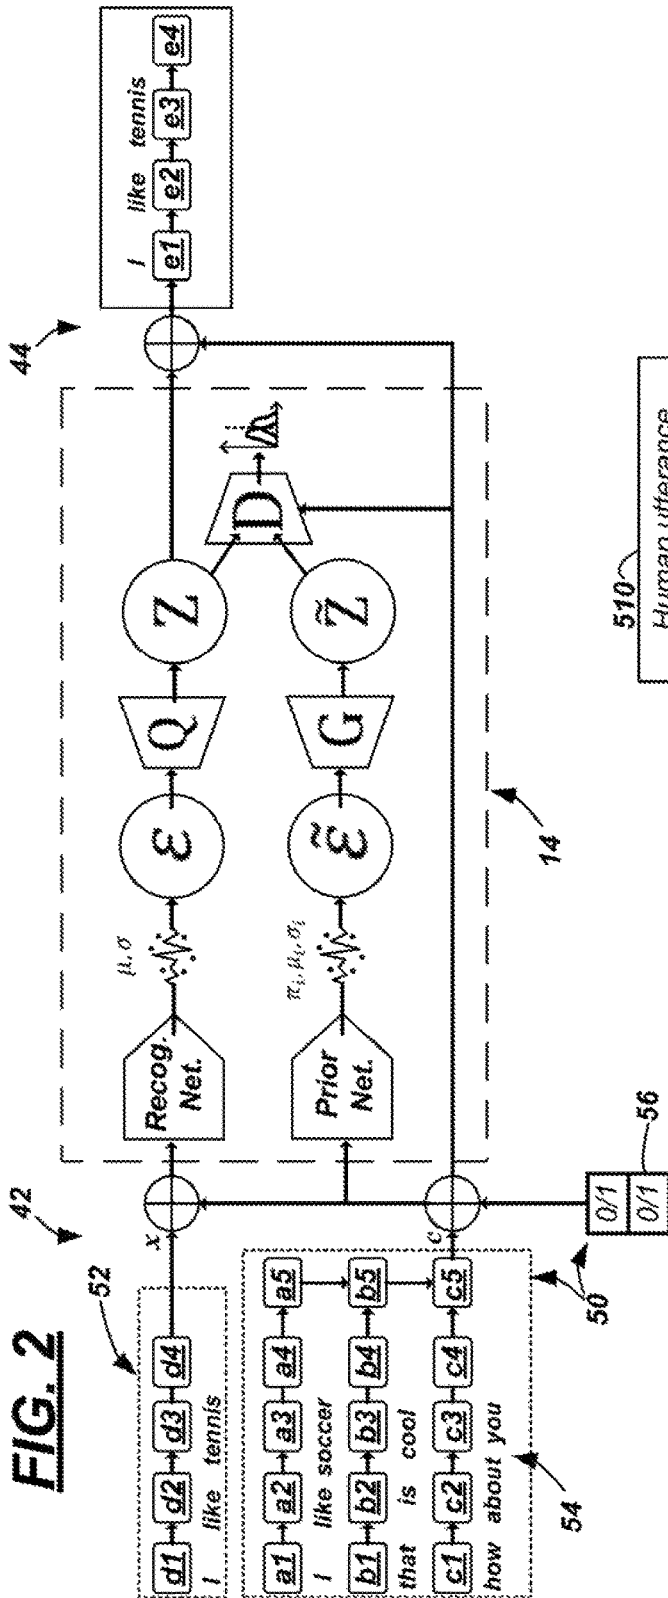 FIG. 2
42
44
52
d1 d2 d3 d4
I like tennis
x
Recog. Net.
μ, σ
ε
Q
Z
I like tennis
e1 e2 e3 e4
D
a1 a2 a3 a4 a5
I like soccer
b1 b2 b3 b4 b5
that is cool
c1 c2 c3 c4 c5
how about you
c
Prior Net.
πᵢ, μᵢ, σᵢ
ε̃
G
Z̃
54
50
0/1
0/1
56
14
510
Human utterance